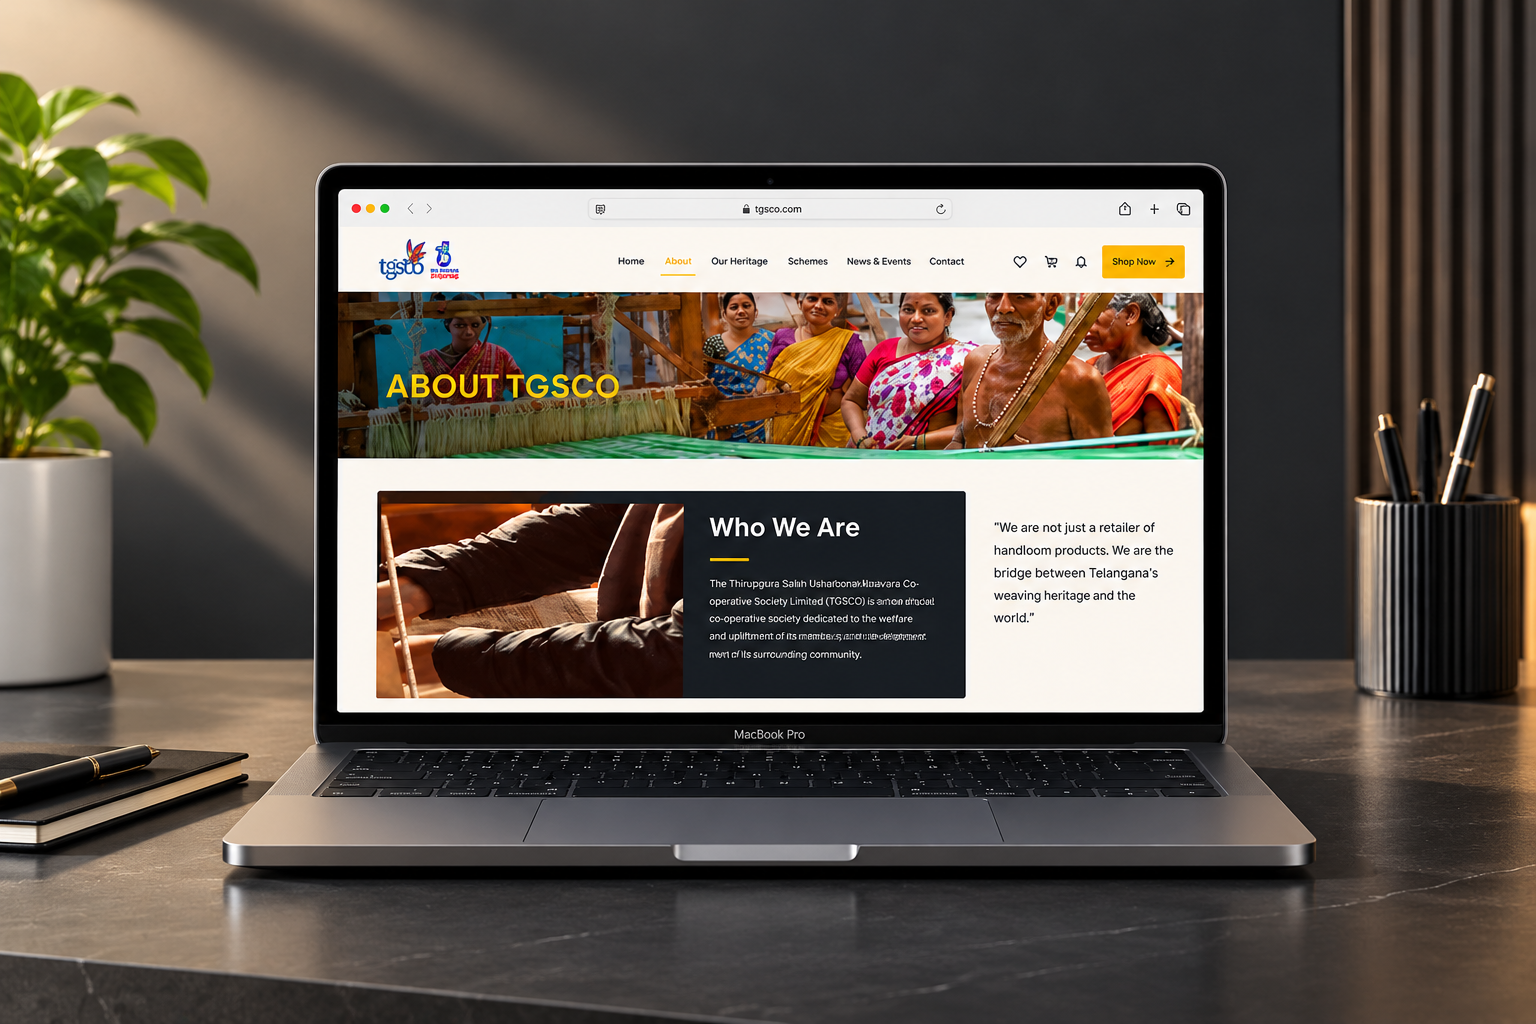 tgsco.com
tgsco
Home About Our Heritage Schemes News & Events Contact Shop Now
ABOUT TGSCO
Who We Are
The Co-
operative Society Limited (TGSCO) is
co-operative society dedicated to the welfare
and upliftment of its
of its surrounding community.
"We are not just a retailer of
handloom products. We are the
bridge between Telangana's
weaving heritage and the
world."
MacBook Pro